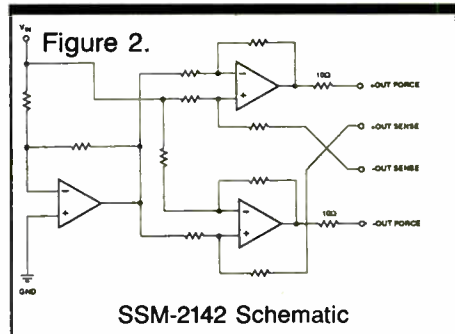 Figure 2.
VIN
10Ω
+OUT FORCE
+OUT SENSE
-OUT SENSE
10Ω
-OUT FORCE
GND
SSM-2142 Schematic